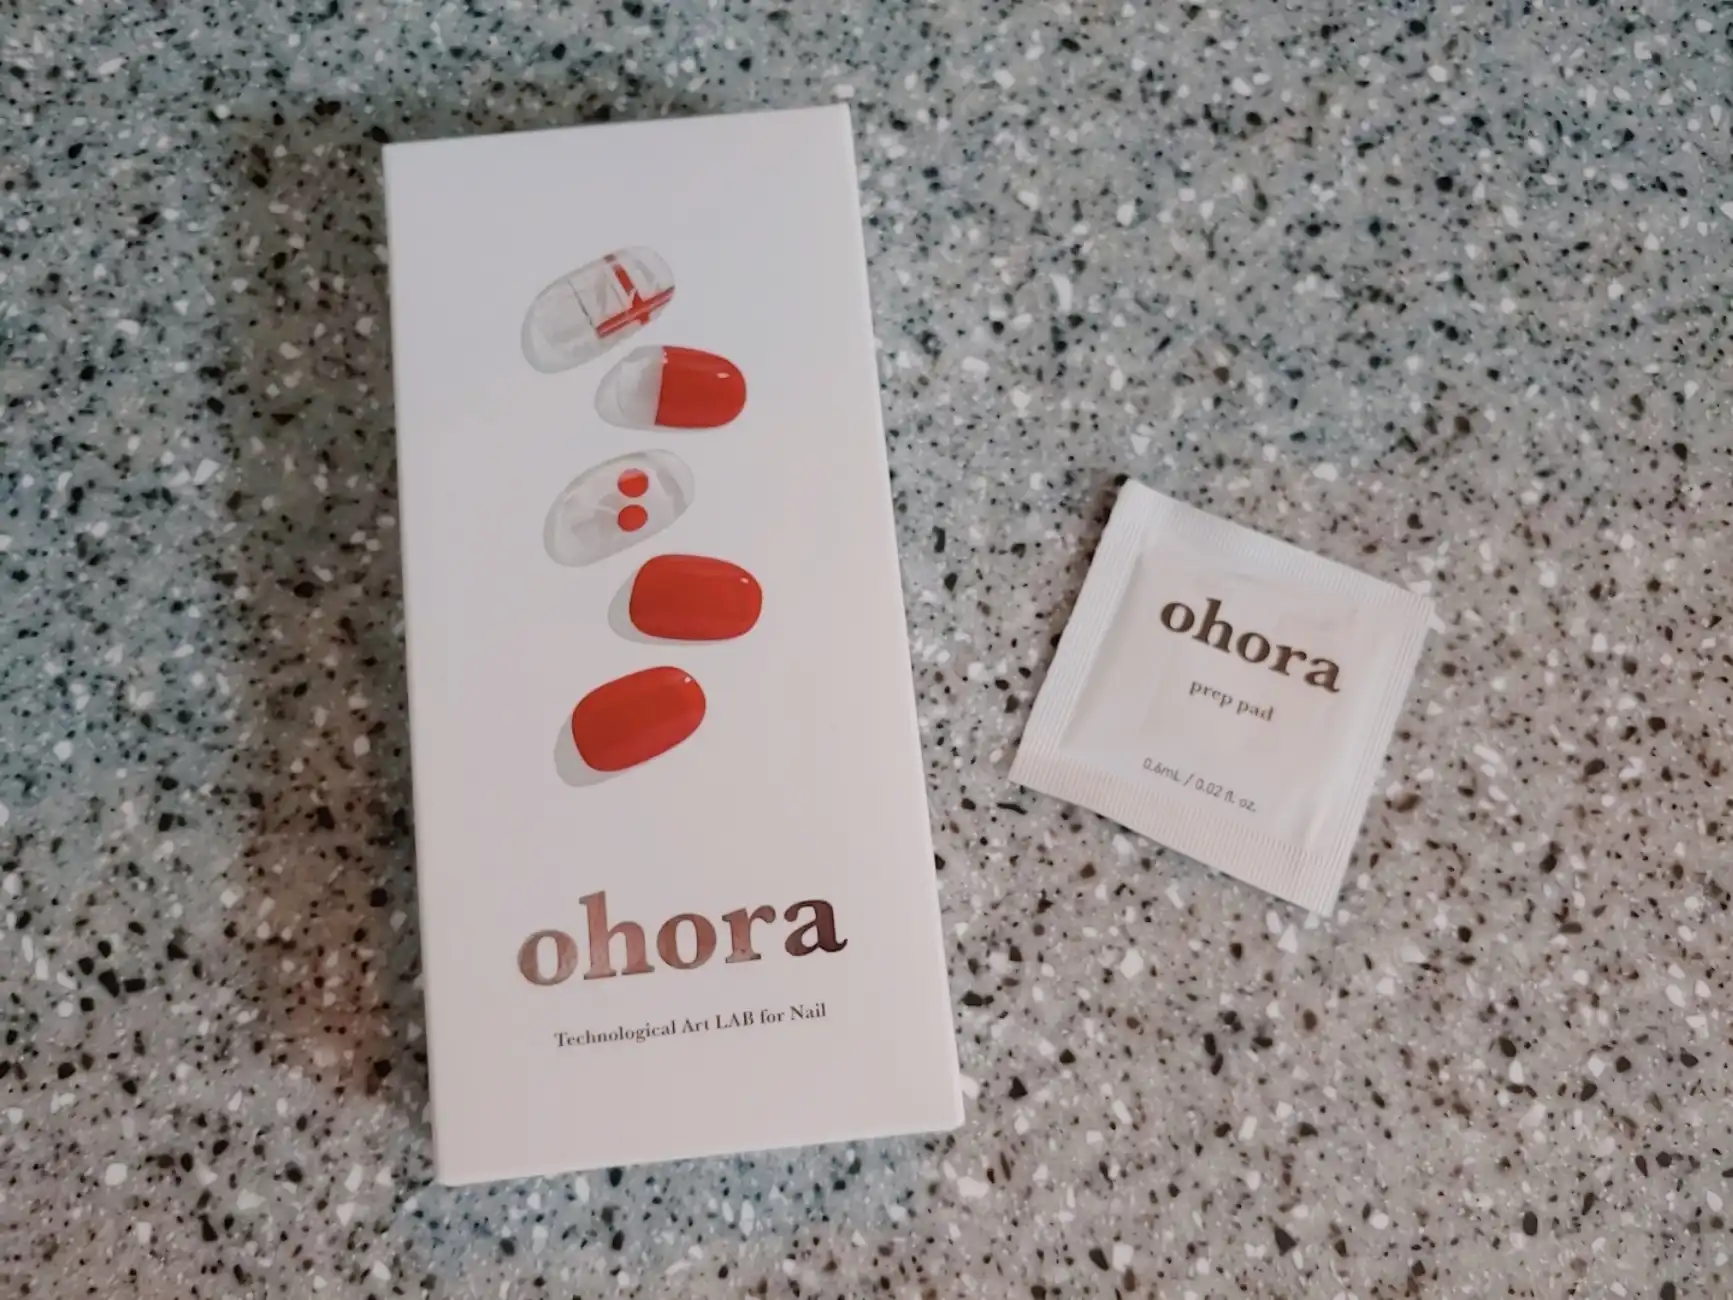 ohora
Technological Art LAB for Nail
ohora
prep pad
0.6mL / 0.02 fl. oz.